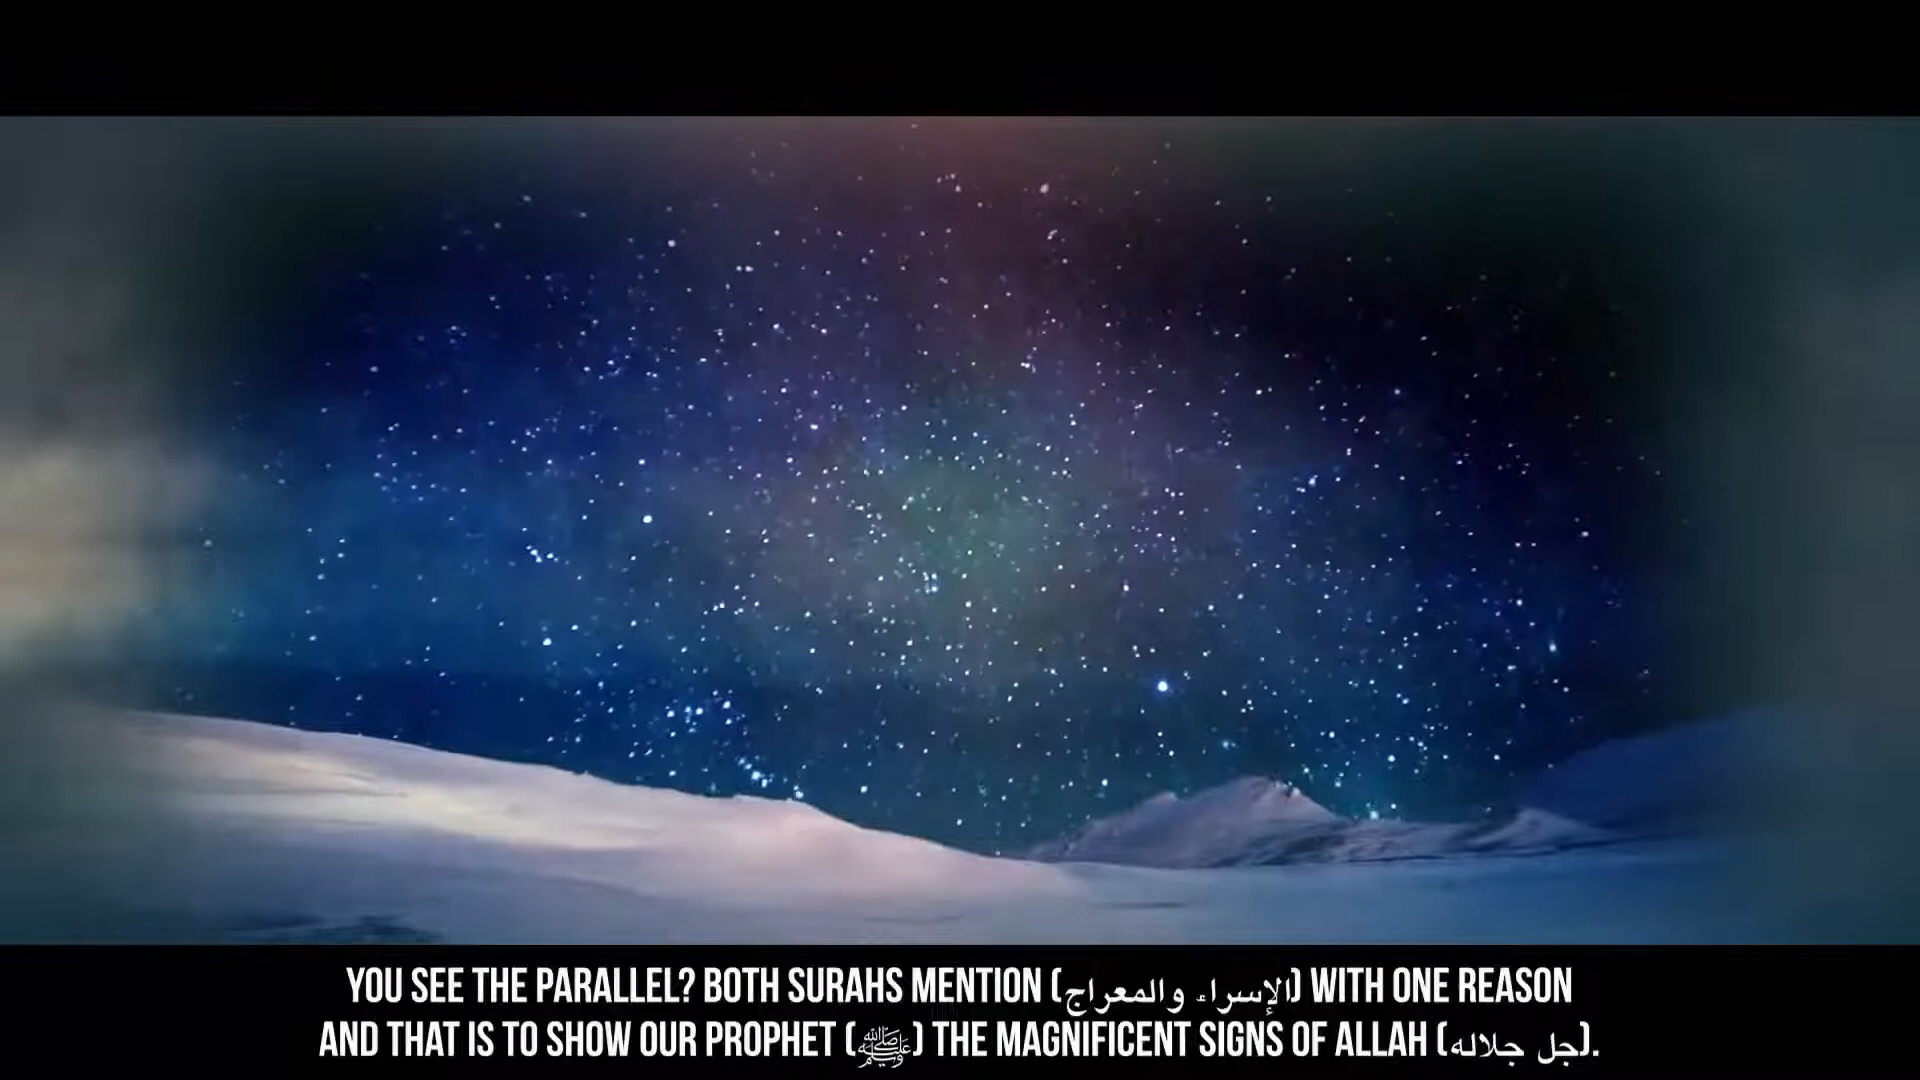 YOU SEE THE PARALLEL? BOTH SURAHS MENTION (الإسراء والمعراج) WITH ONE REASON
AND THAT IS TO SHOW OUR PROPHET (ﷺ) THE MAGNIFICENT SIGNS OF ALLAH (جل جلاله).